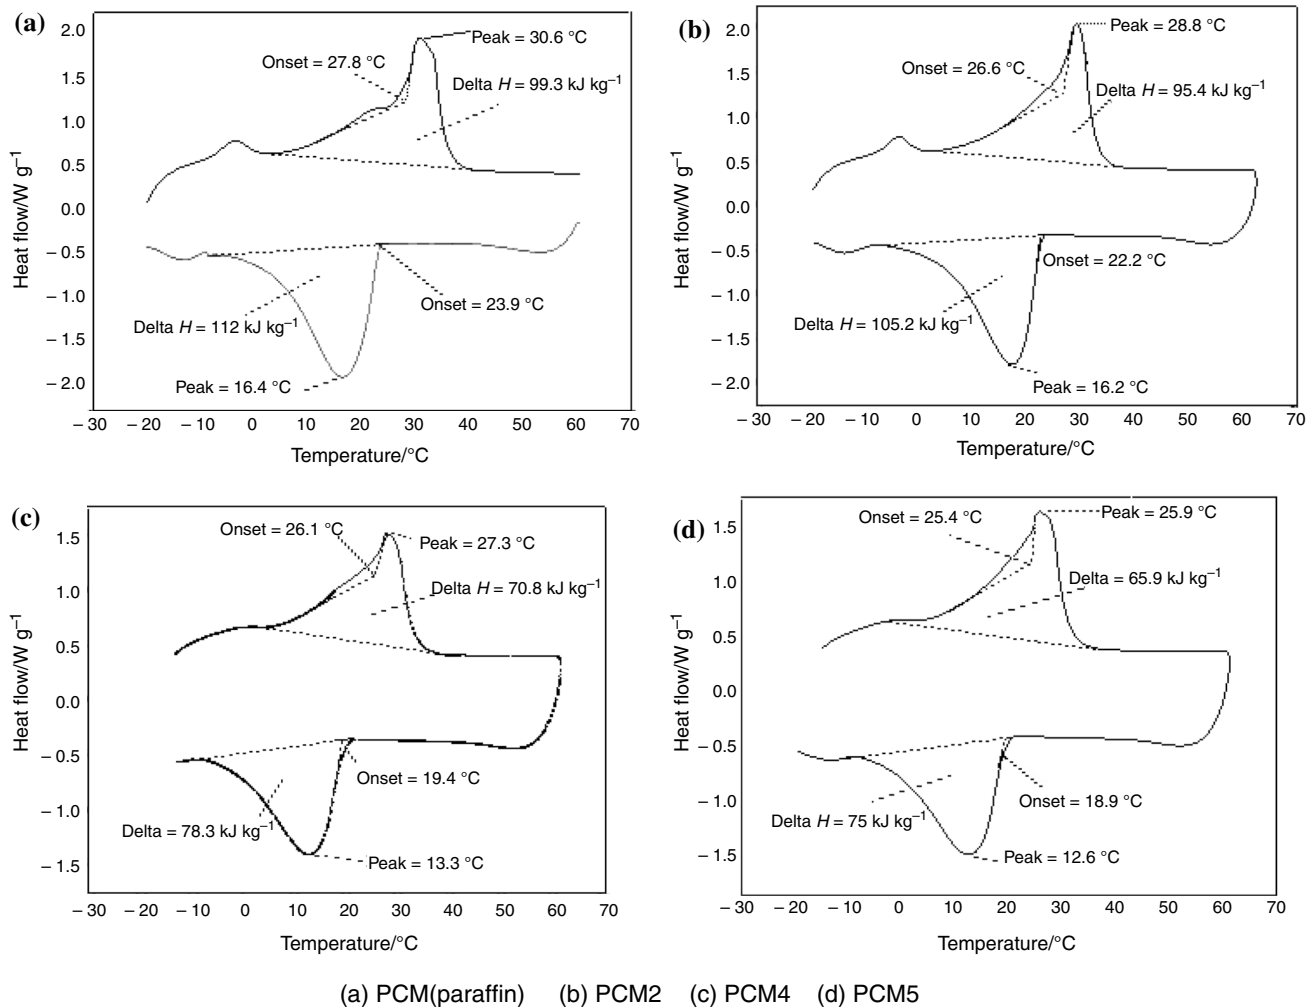 (a)
2.0
1.5
1.0
0.5
0.0
– 0.5
– 1.0
– 1.5
– 2.0
Heat flow/W g⁻¹
Peak = 30.6 °C
Onset = 27.8 °C
Delta H = 99.3 kJ kg⁻¹
Onset = 23.9 °C
Delta H = 112 kJ kg⁻¹
Peak = 16.4 °C
– 30 – 20 – 10 0 10 20 30 40 50 60 70
Temperature/°C
(b)
2.0
1.5
1.0
0.5
0.0
– 0.5
– 1.0
– 1.5
– 2.0
Heat flow/W g⁻¹
Peak = 28.8 °C
Onset = 26.6 °C
Delta H = 95.4 kJ kg⁻¹
Onset = 22.2 °C
Delta H = 105.2 kJ kg⁻¹
Peak = 16.2 °C
– 30 – 20 – 10 0 10 20 30 40 50 60 70
Temperature/°C
(c)
1.5
1.0
0.5
0.0
– 0.5
– 1.0
– 1.5
Heat flow/W g⁻¹
Onset = 26.1 °C
Peak = 27.3 °C
Delta H = 70.8 kJ kg⁻¹
Onset = 19.4 °C
Delta = 78.3 kJ kg⁻¹
Peak = 13.3 °C
– 30 – 20 – 10 0 10 20 30 40 50 60 70
Temperature/°C
(d)
1.5
1.0
0.5
0.0
– 0.5
– 1.0
– 1.5
Heat flow/W g⁻¹
Onset = 25.4 °C
Peak = 25.9 °C
Delta = 65.9 kJ kg⁻¹
Onset = 18.9 °C
Delta H = 75 kJ kg⁻¹
Peak = 12.6 °C
– 30 – 20 – 10 0 10 20 30 40 50 60 70
Temperature/°C
(a) PCM(paraffin) (b) PCM2 (c) PCM4 (d) PCM5